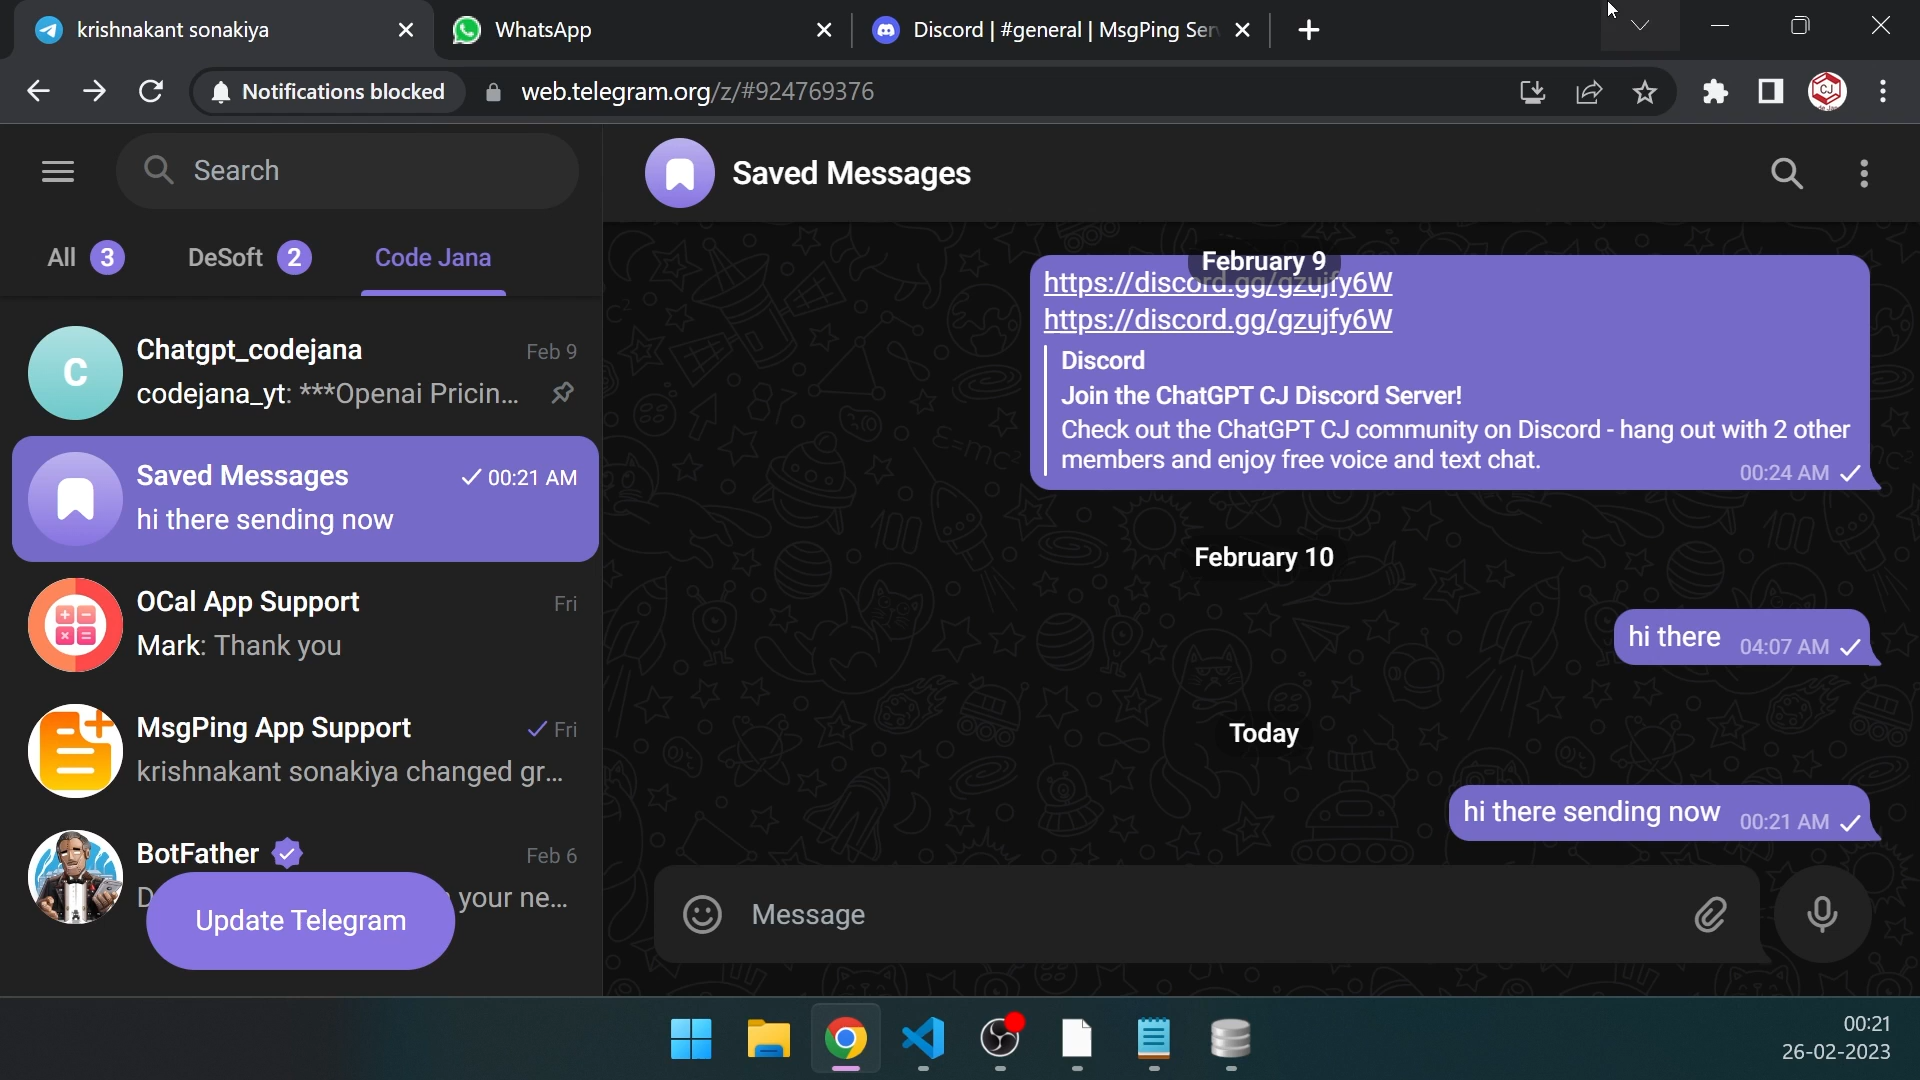 krishnakant sonakiya
WhatsApp
Discord | #general | MsgPing Ser
Notifications blocked
web.telegram.org/z/#924769376
CJ
Search
All 3
DeSoft 2
Code Jana
C
Chatgpt_codejana
Feb 9
codejana_yt: ***Openai Pricin...
Saved Messages
00:21 AM
hi there sending now
OCal App Support
Fri
Mark: Thank you
MsgPing App Support
Fri
krishnakant sonakiya changed gr...
BotFather
Feb 6
D
your ne...
Update Telegram
Saved Messages
February 9
https://discord.gg/gzujfy6W
https://discord.gg/gzujfy6W
Discord
Join the ChatGPT CJ Discord Server!
Check out the ChatGPT CJ community on Discord - hang out with 2 other
members and enjoy free voice and text chat.
00:24 AM
February 10
hi there 04:07 AM
Today
hi there sending now 00:21 AM
Message
00:21
26-02-2023